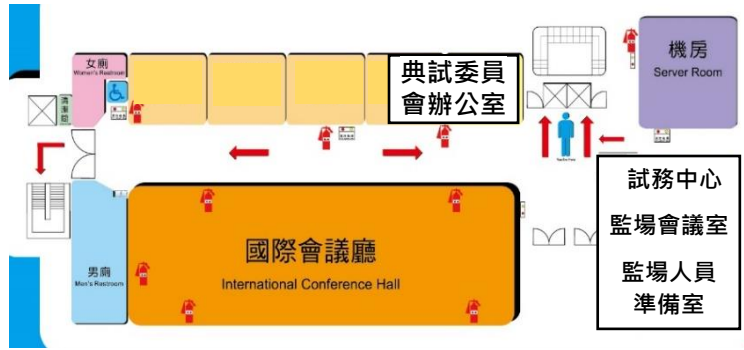 女廁
Women's Restroom
典試委員
會辦公室
機房
Server Room
試務中心
監場會議室
監場人員
準備室
國際會議廳
International Conference Hall
男廁
Men's Restroom